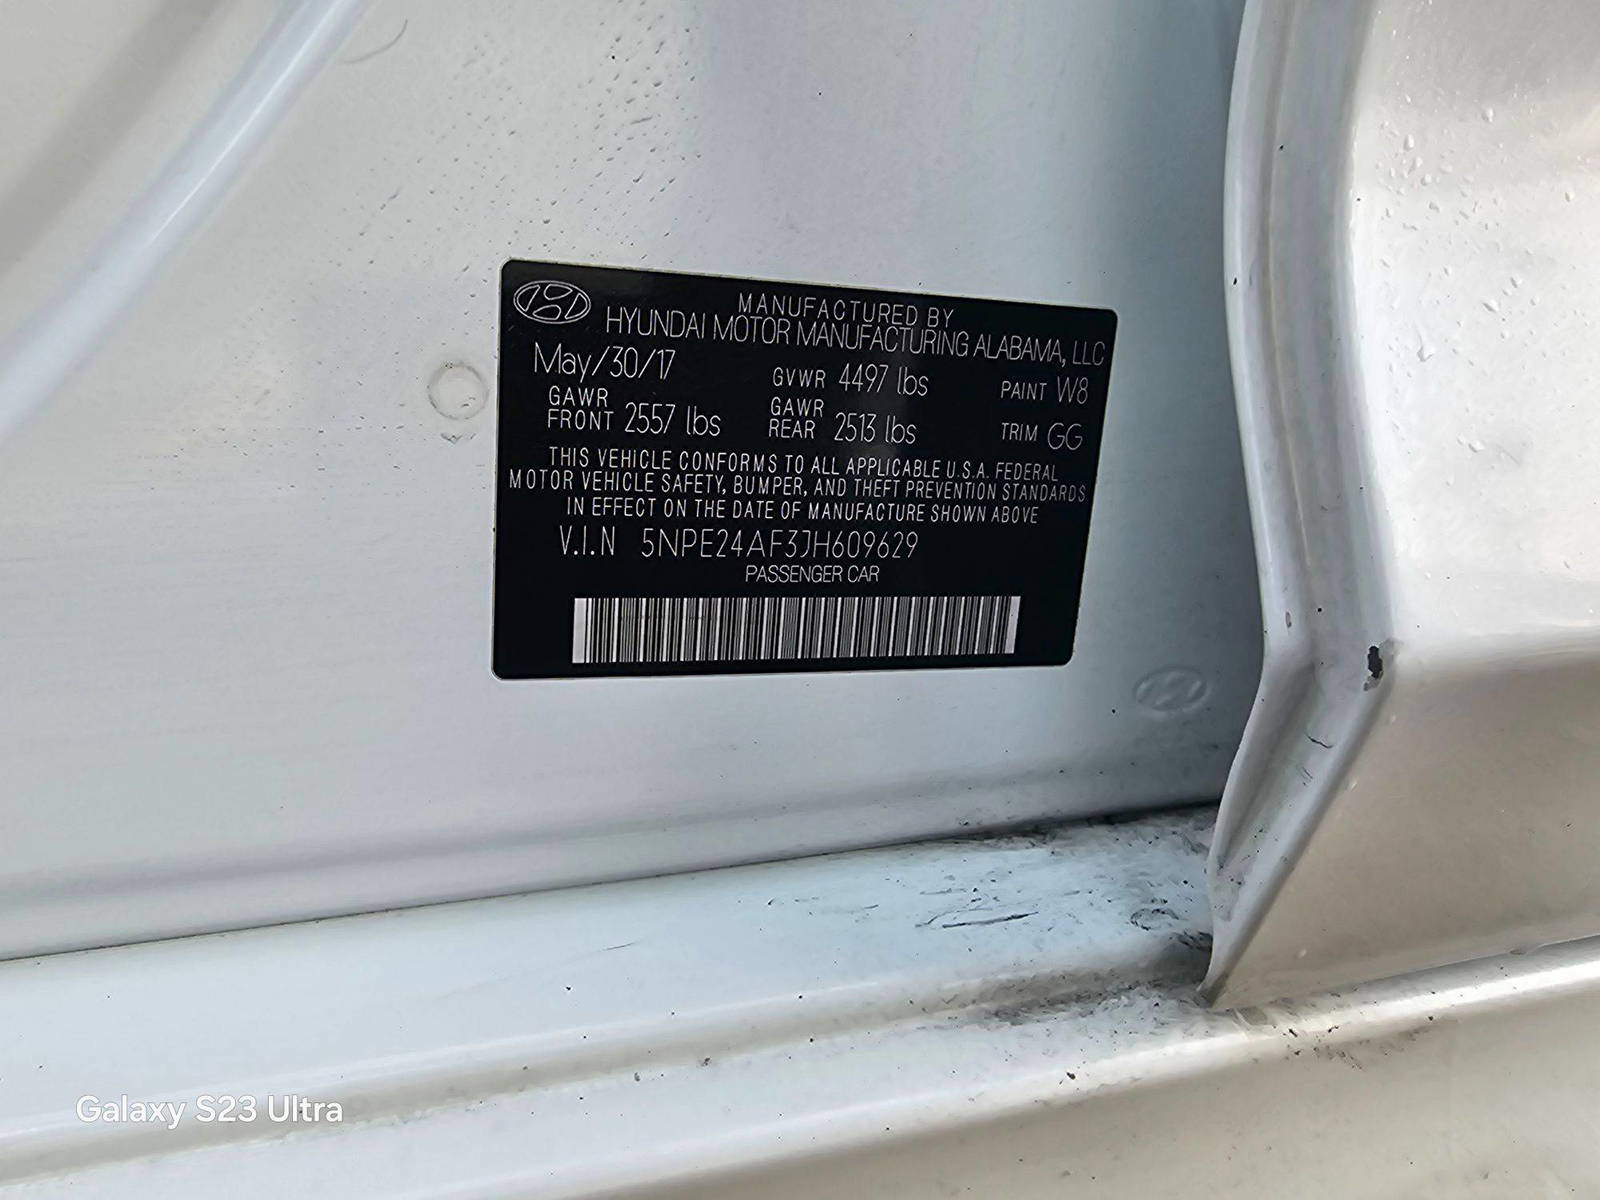 MANUFACTURED BY
HYUNDAI MOTOR MANUFACTURING ALABAMA, LLC
May/30/17 GVWR 4497 lbs PAINT W8
GAWR FRONT 2557 lbs GAWR REAR 2513 lbs TRIM GG
THIS VEHICLE CONFORMS TO ALL APPLICABLE U.S.A. FEDERAL
MOTOR VEHICLE SAFETY, BUMPER, AND THEFT PREVENTION STANDARDS
IN EFFECT ON THE DATE OF MANUFACTURE SHOWN ABOVE
V.I.N 5NPE24AF3JH609629
PASSENGER CAR
Galaxy S23 Ultra